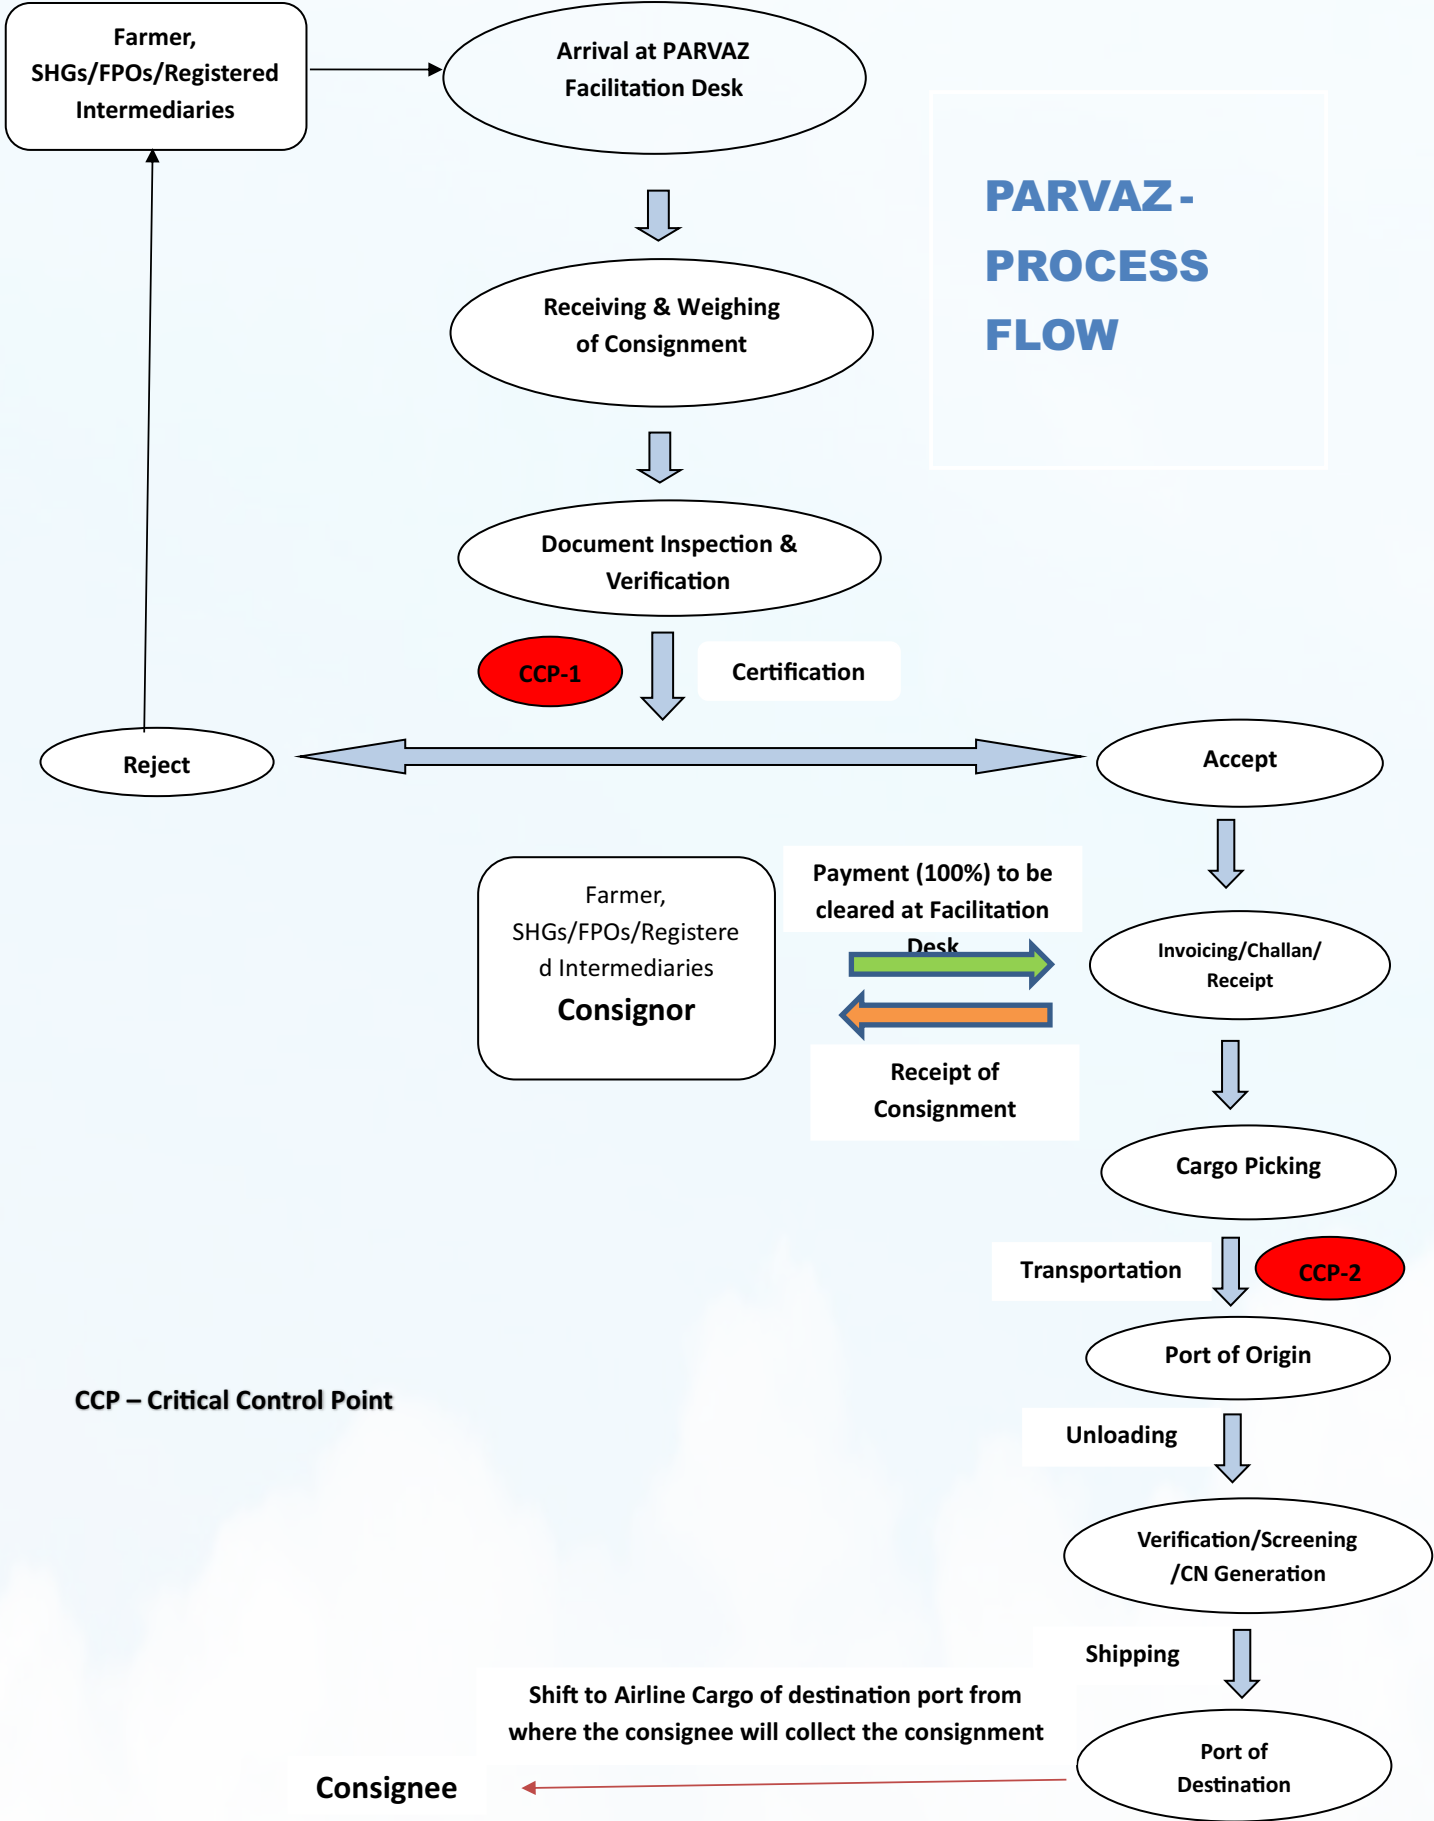 Farmer,
SHGs/FPOs/Registered
Intermediaries
Arrival at PARVAZ
Facilitation Desk
PARVAZ -
PROCESS
FLOW
Receiving & Weighing
of Consignment
Document Inspection &
Verification
CCP-1
Certification
Reject
Accept
Farmer,
SHGs/FPOs/Registere
d Intermediaries
Consignor
Payment (100%) to be
cleared at Facilitation
Desk
Invoicing/Challan/
Receipt
Receipt of
Consignment
Cargo Picking
Transportation
CCP-2
Port of Origin
CCP – Critical Control Point
Unloading
Verification/Screening
/CN Generation
Shipping
Shift to Airline Cargo of destination port from
where the consignee will collect the consignment
Port of
Destination
Consignee